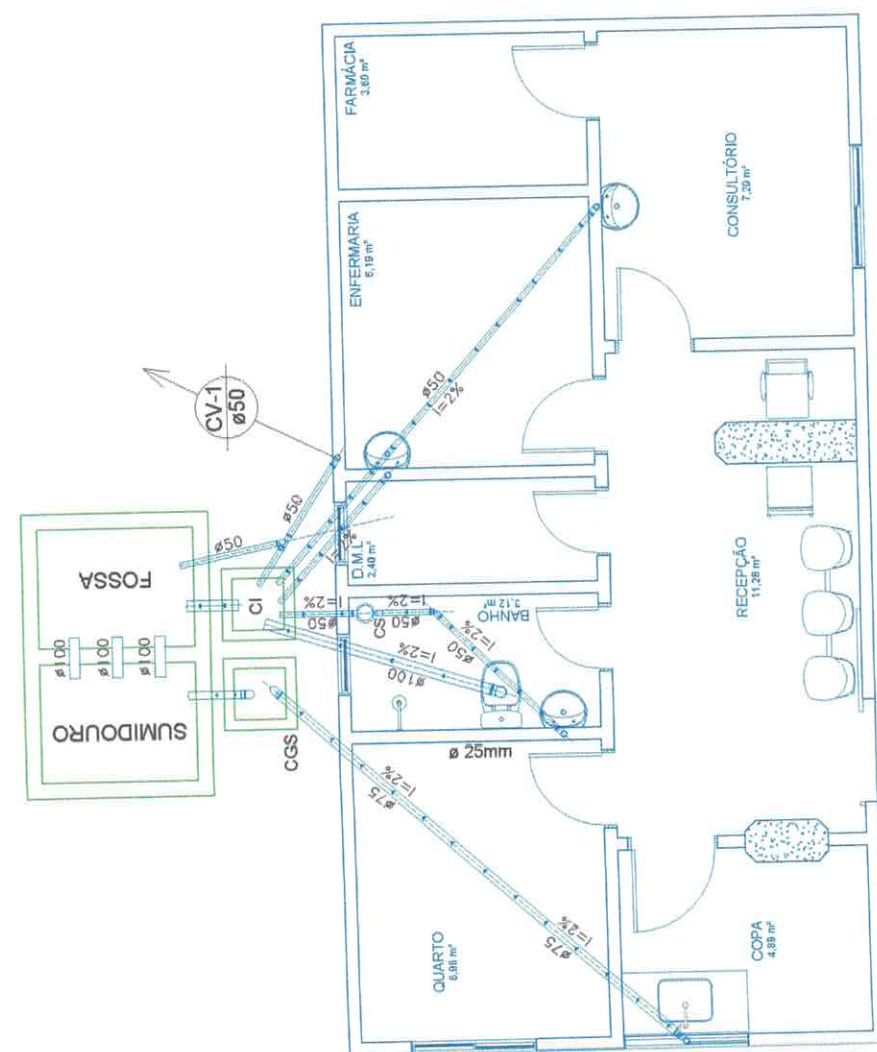 FARMÁCIA
3,60 m²
ENFERMARIA
6,19 m²
CONSULTÓRIO
7,20 m²
CV-1
ø50
ø50
I=2%
ø50
ø50
I=2%
FOSSA
CI
D.M.L
2,40 m²
ø100
ø100
ø100
SUMIDOURO
CGS
ø50
I=2%
CS
ø50
I=2%
BANHO
3,12 m²
ø50
I=2%
ø100
I=2%
ø 25mm
RECEPÇÃO
11,28 m²
ø75
I=2%
ø75
I=2%
QUARTO
6,96 m²
COPA
4,89 m²